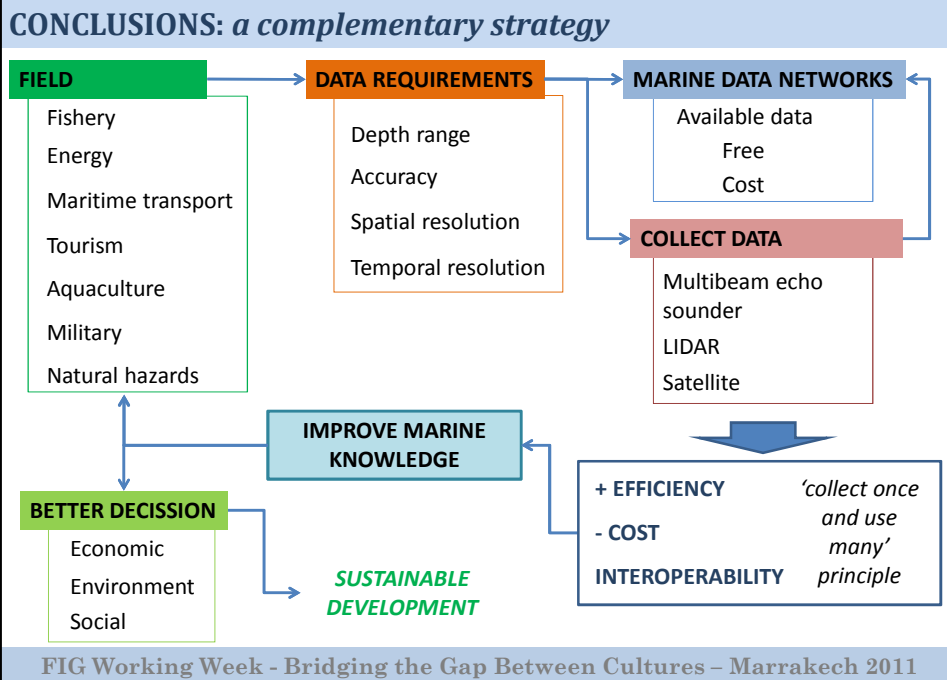 CONCLUSIONS: a complementary strategy
FIELD
Fishery
Energy
Maritime transport
Tourism
Aquaculture
Military
Natural hazards
DATA REQUIREMENTS
Depth range
Accuracy
Spatial resolution
Temporal resolution
MARINE DATA NETWORKS
Available data
Free
Cost
COLLECT DATA
Multibeam echo
sounder
LIDAR
Satellite
+ EFFICIENCY
- COST
INTEROPERABILITY
'collect once
and use
many'
principle
IMPROVE MARINE
KNOWLEDGE
BETTER DECISSION
Economic
Environment
Social
SUSTAINABLE
DEVELOPMENT
FIG Working Week - Bridging the Gap Between Cultures – Marrakech 2011